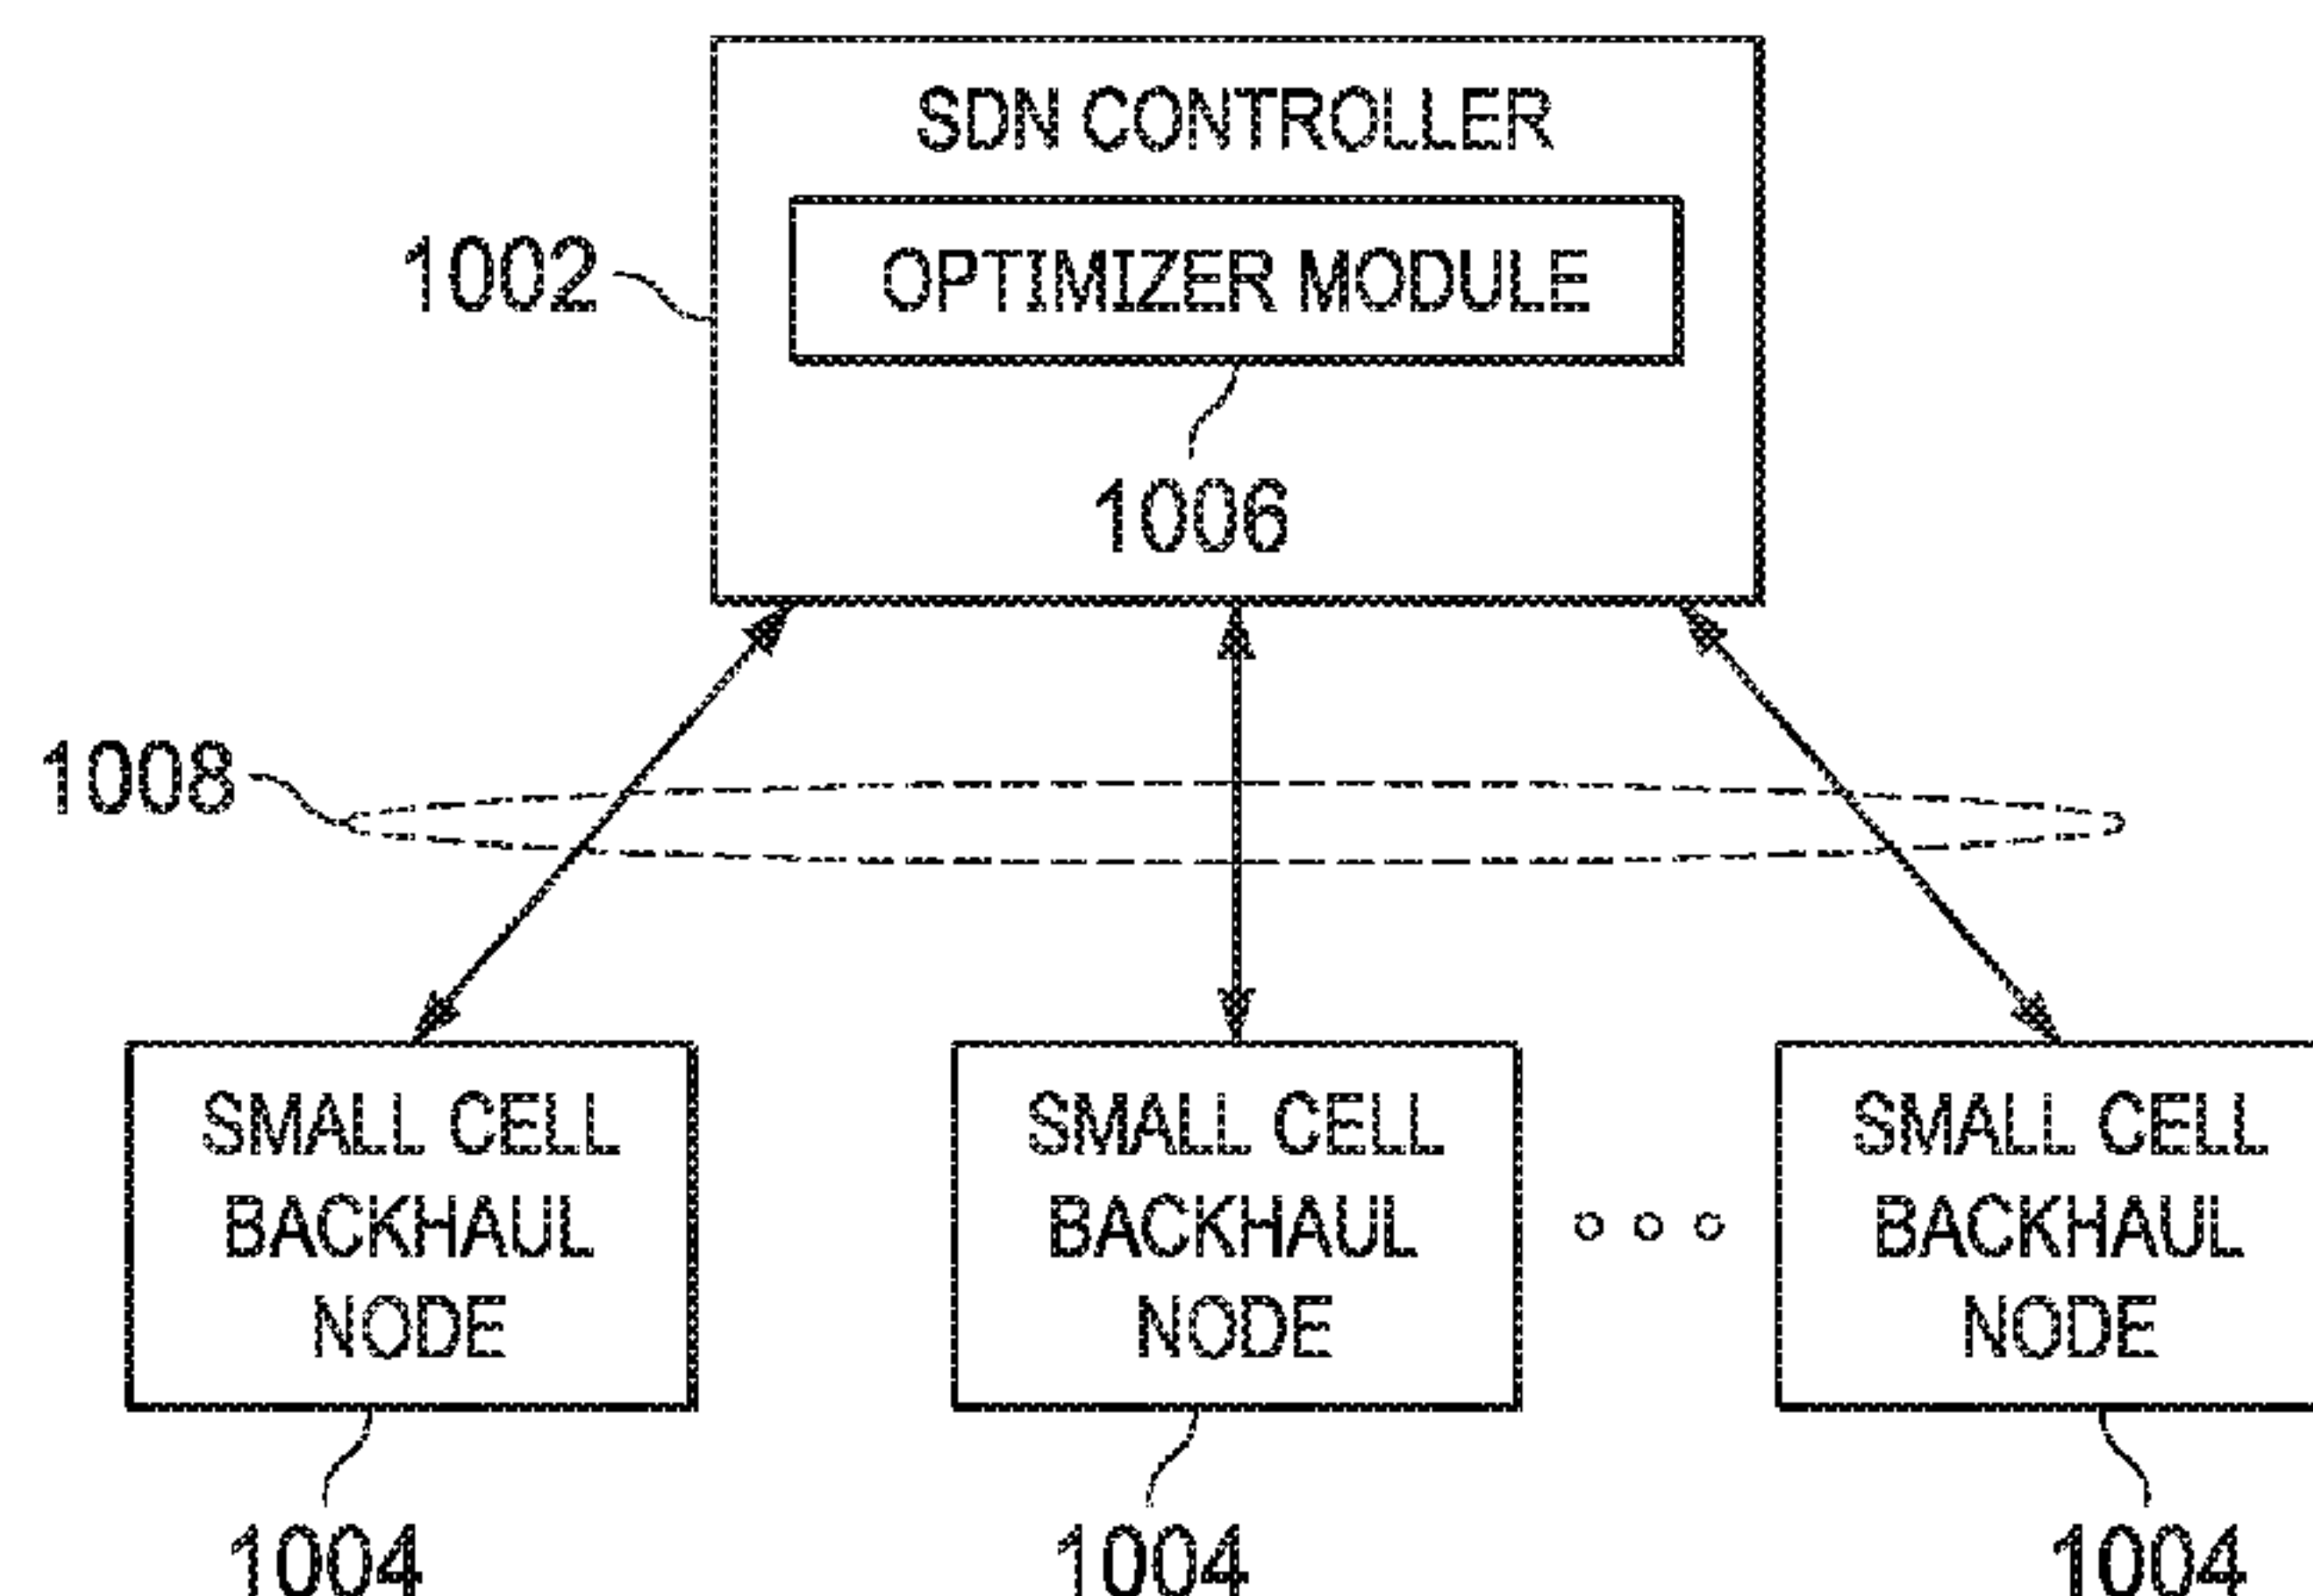 SDN CONTROLLER
OPTIMIZER MODULE
1002
1006
1008
SMALL CELL
BACKHAUL
NODE
SMALL CELL
BACKHAUL
NODE
SMALL CELL
BACKHAUL
NODE
1004
1004
1004